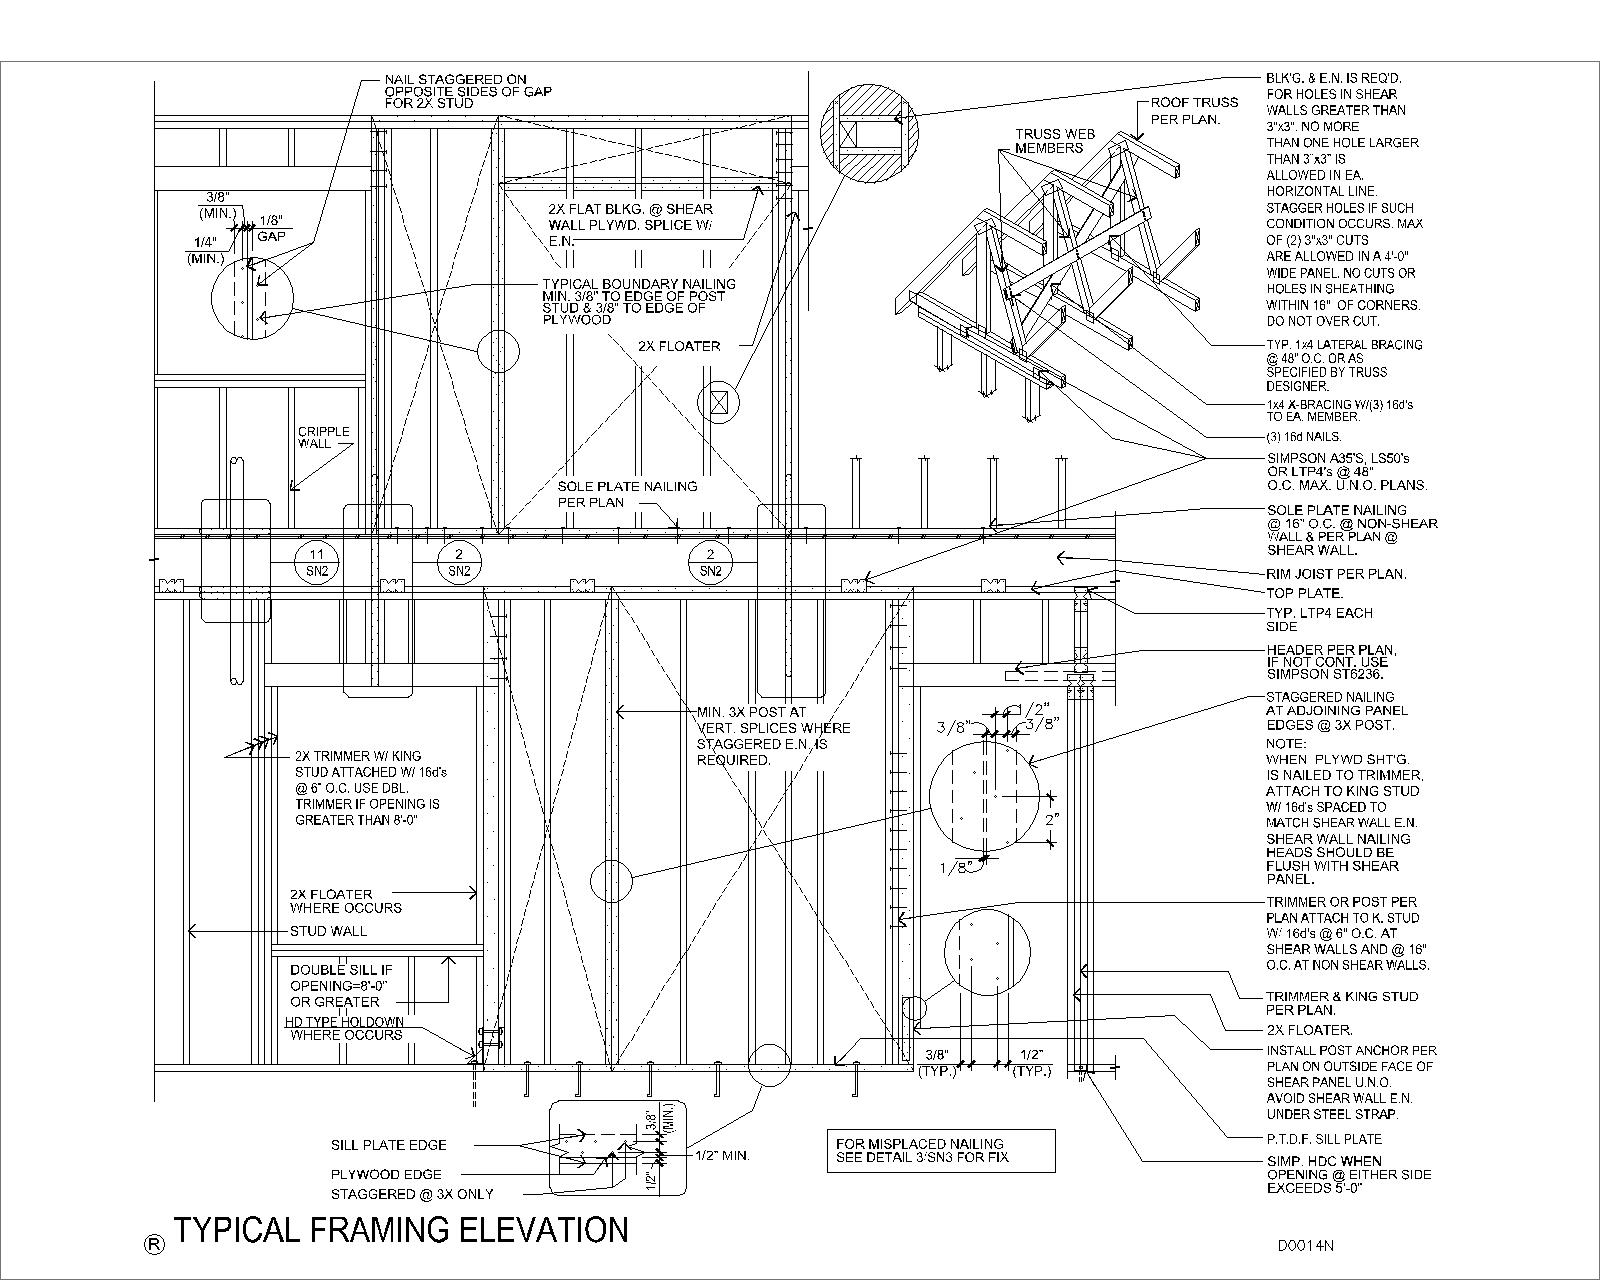 NAIL STAGGERED ON
OPPOSITE SIDES OF GAP
FOR 2X STUD
3/8"
(MIN.)
1/8"
GAP
1/4"
(MIN.)
2X FLAT BLKG. @ SHEAR
WALL PLYWD. SPLICE W/
E.N.
TYPICAL BOUNDARY NAILING
MIN. 3/8" TO EDGE OF POST
STUD & 3/8" TO EDGE OF
PLYWOOD
2X FLOATER
CRIPPLE
WALL
SOLE PLATE NAILING
PER PLAN
TRUSS WEB
MEMBERS
ROOF TRUSS
PER PLAN.
11
SN2
2
SN2
2
SN2
MIN. 3X POST AT
VERT. SPLICES WHERE
STAGGERED E.N. IS
REQUIRED.
2X TRIMMER W/ KING
STUD ATTACHED W/ 16d's
@ 6" O.C. USE DBL.
TRIMMER IF OPENING IS
GREATER THAN 8'-0"
2X FLOATER
WHERE OCCURS
STUD WALL
DOUBLE SILL IF
OPENING=8'-0"
OR GREATER
HD TYPE HOLDOWN
WHERE OCCURS
1/2"
3/8"
3/8"
2"
1/8"
3/8"
(TYP.)
1/2"
(TYP.)
SILL PLATE EDGE
PLYWOOD EDGE
STAGGERED @ 3X ONLY
3/8"
(MIN.)
1/2" MIN.
1/2"
FOR MISPLACED NAILING
SEE DETAIL 3/SN3 FOR FIX
BLK'G. & E.N. IS REQ'D.
FOR HOLES IN SHEAR
WALLS GREATER THAN
3"x3". NO MORE
THAN ONE HOLE LARGER
THAN 3"x3" IS
ALLOWED IN EA.
HORIZONTAL LINE.
STAGGER HOLES IF SUCH
CONDITION OCCURS. MAX
OF (2) 3"x3" CUTS
ARE ALLOWED IN A 4'-0"
WIDE PANEL. NO CUTS OR
HOLES IN SHEATHING
WITHIN 16" OF CORNERS.
DO NOT OVER CUT.
TYP. 1x4 LATERAL BRACING
@ 48" O.C. OR AS
SPECIFIED BY TRUSS
DESIGNER.
1x4 X-BRACING W/(3) 16d's
TO EA. MEMBER.
(3) 16d NAILS.
SIMPSON A35'S, LS50's
OR LTP4's @ 48"
O.C. MAX. U.N.O. PLANS.
SOLE PLATE NAILING
@ 16" O.C. @ NON-SHEAR
WALL & PER PLAN @
SHEAR WALL.
RIM JOIST PER PLAN.
TOP PLATE.
TYP. LTP4 EACH
SIDE
HEADER PER PLAN,
IF NOT CONT. USE
SIMPSON ST6236.
STAGGERED NAILING
AT ADJOINING PANEL
EDGES @ 3X POST.
NOTE:
WHEN PLYWD SHT'G.
IS NAILED TO TRIMMER,
ATTACH TO KING STUD
W/ 16d's SPACED TO
MATCH SHEAR WALL E.N.
SHEAR WALL NAILING
HEADS SHOULD BE
FLUSH WITH SHEAR
PANEL.
TRIMMER OR POST PER
PLAN ATTACH TO K. STUD
W/ 16d's @ 6" O.C. AT
SHEAR WALLS AND @ 16"
O.C. AT NON SHEAR WALLS.
TRIMMER & KING STUD
PER PLAN.
2X FLOATER.
INSTALL POST ANCHOR PER
PLAN ON OUTSIDE FACE OF
SHEAR PANEL U.N.O.
AVOID SHEAR WALL E.N.
UNDER STEEL STRAP.
P.T.D.F. SILL PLATE
SIMP. HDC WHEN
OPENING @ EITHER SIDE
EXCEEDS 5'-0"
® TYPICAL FRAMING ELEVATION
D0014N